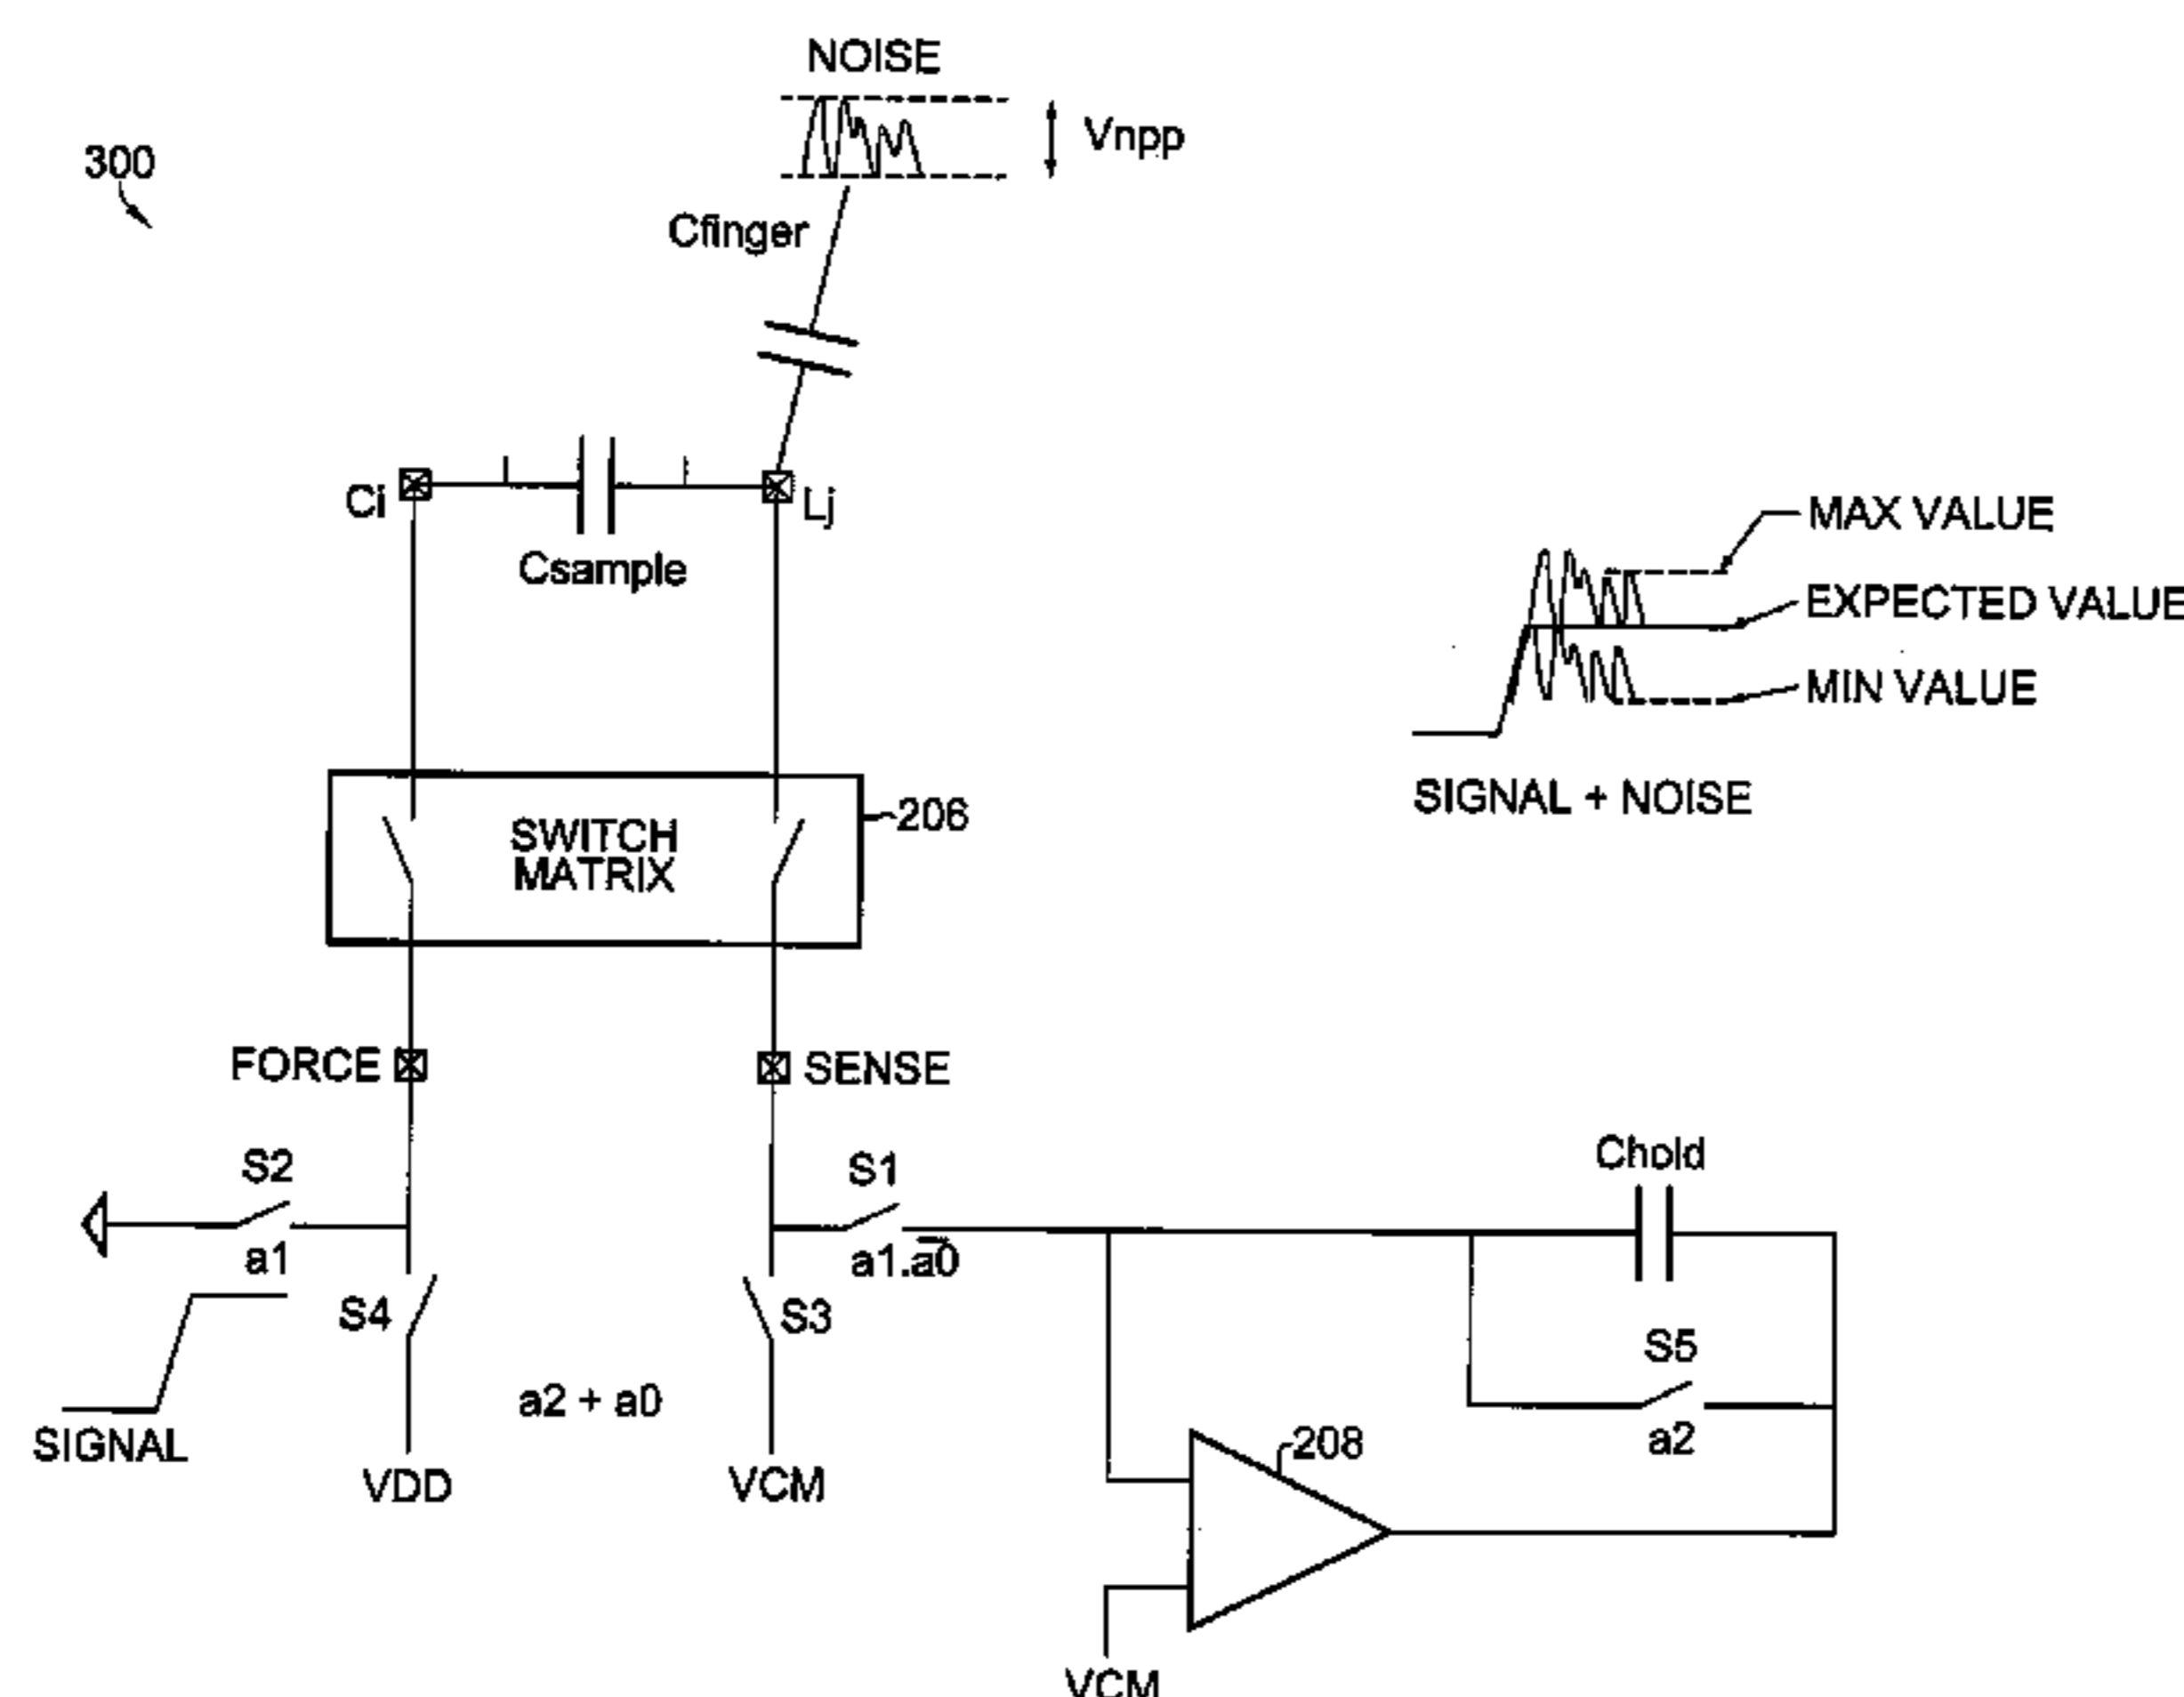 NOISE
Vnpp
300
Cfinger
Ci
Lj
Csample
MAX VALUE
EXPECTED VALUE
MIN VALUE
SIGNAL + NOISE
SWITCH
MATRIX
206
FORCE
SENSE
S2
a1
S1
a1.a̅0̅
Chold
S4
S3
S5
a2
a2 + a0
SIGNAL
VDD
VCM
208
VCM